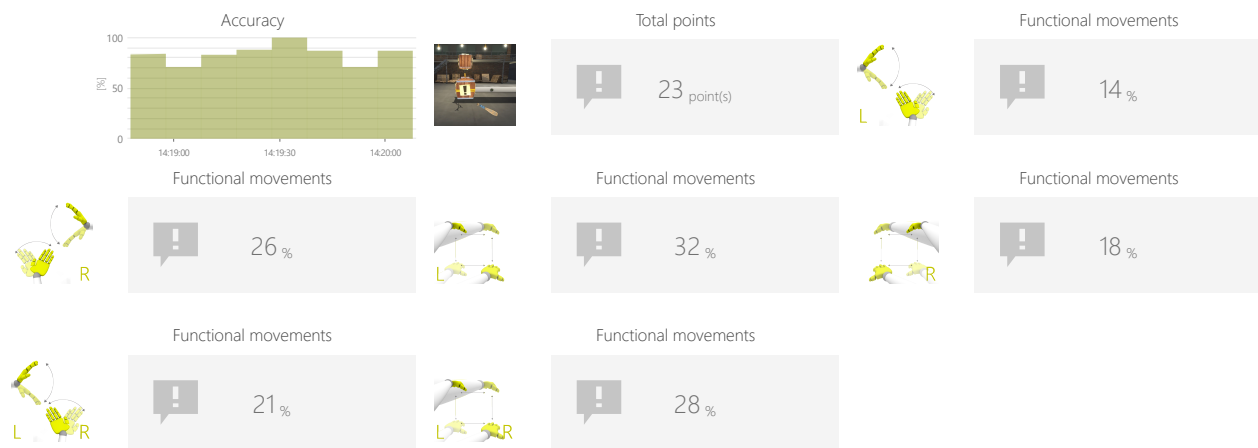 Accuracy
100
[%]
50
0
14:19:00
14:19:30
14:20:00
Total points
23 point(s)
Functional movements
L
14 %
Functional movements
R
26 %
Functional movements
L
32 %
Functional movements
R
18 %
Functional movements
L R
21 %
Functional movements
L R
28 %